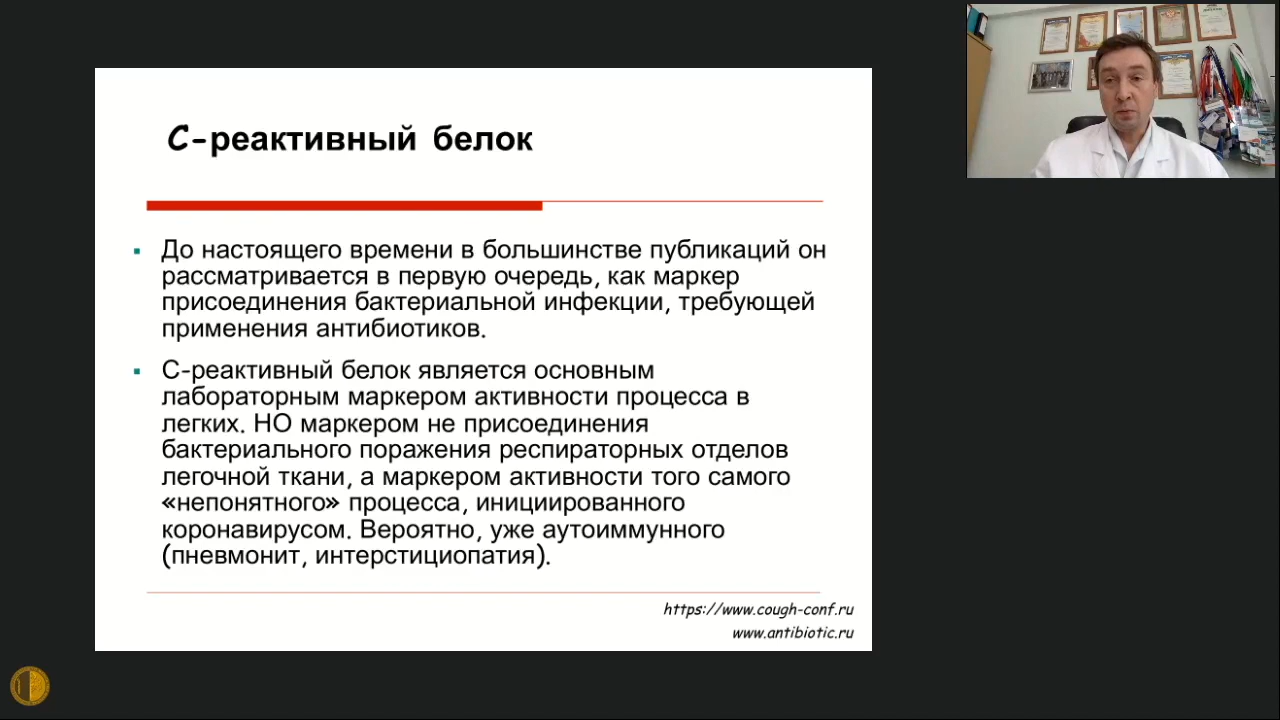 С-реактивный белок
До настоящего времени в большинстве публикаций он
рассматривается в первую очередь, как маркер
присоединения бактериальной инфекции, требующей
применения антибиотиков.
С-реактивный белок является основным
лабораторным маркером активности процесса в
легких. НО маркером не присоединения
бактериального поражения респираторных отделов
легочной ткани, а маркером активности того самого
«непонятного» процесса, инициированного
коронавирусом. Вероятно, уже аутоиммунного
(пневмонит, интерстициопатия).
https://www.cough-conf.ru
www.antibiotic.ru